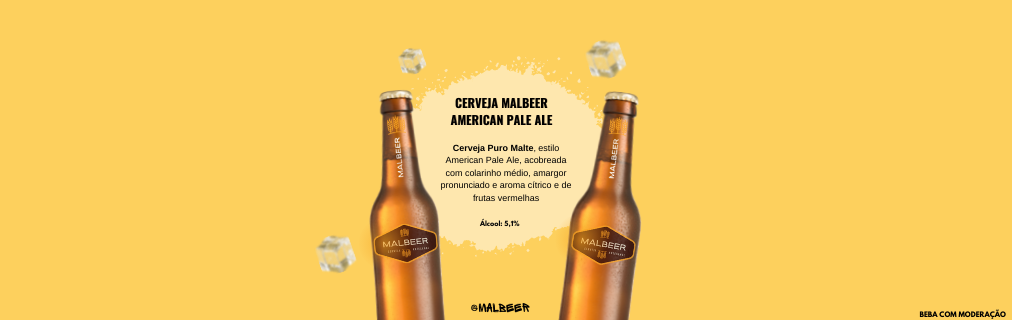 CERVEJA MALBEER
AMERICAN PALE ALE
Cerveja Puro Malte, estilo
American Pale Ale, acobreada
com colarinho médio, amargor
pronunciado e aroma cítrico e de
frutas vermelhas
Álcool: 5,1%
MALBEER
MALBEER
MALBEER
MALBEER
@MALBEER
BEBA COM MODERAÇÃO